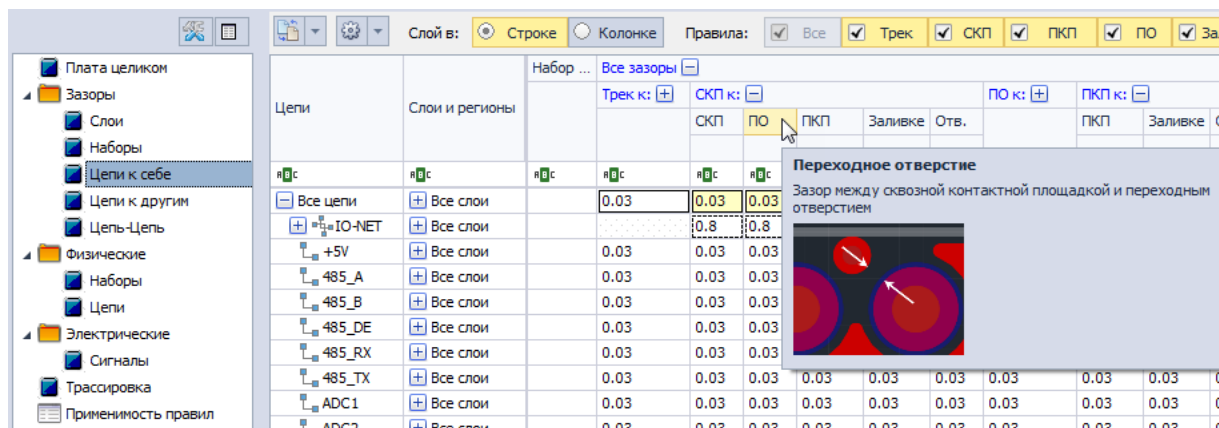 Слой в: Строке Колонке Правила: Все Трек СКП ПКП ПО
Плата целиком
Зазоры
Слои
Наборы
Цепи к себе
Цепи к другим
Цепь-Цепь
Физические
Наборы
Цепи
Электрические
Сигналы
Трассировка
Применимость правил
Цепи Слои и регионы Набор ... Все зазоры
Трек к: СКП к: ПО к: ПКП к:
СКП ПО ПКП Заливке Отв. ПКП Заливке
ABC ABC ABC ABC ABC ABC
Все цепи Все слои 0.03 0.03 0.03
IO-NET Все слои 0.8 0.8
+5V Все слои 0.03 0.03 0.03
485_A Все слои 0.03 0.03 0.03
485_B Все слои 0.03 0.03 0.03
485_DE Все слои 0.03 0.03 0.03
485_RX Все слои 0.03 0.03 0.03
485_TX Все слои 0.03 0.03 0.03 0.03 0.03 0.03 0.03 0.03 0.03
ADC1 Все слои 0.03 0.03 0.03 0.03 0.03 0.03 0.03 0.03 0.03
Переходное отверстие
Зазор между сквозной контактной площадкой и переходным
отверстием